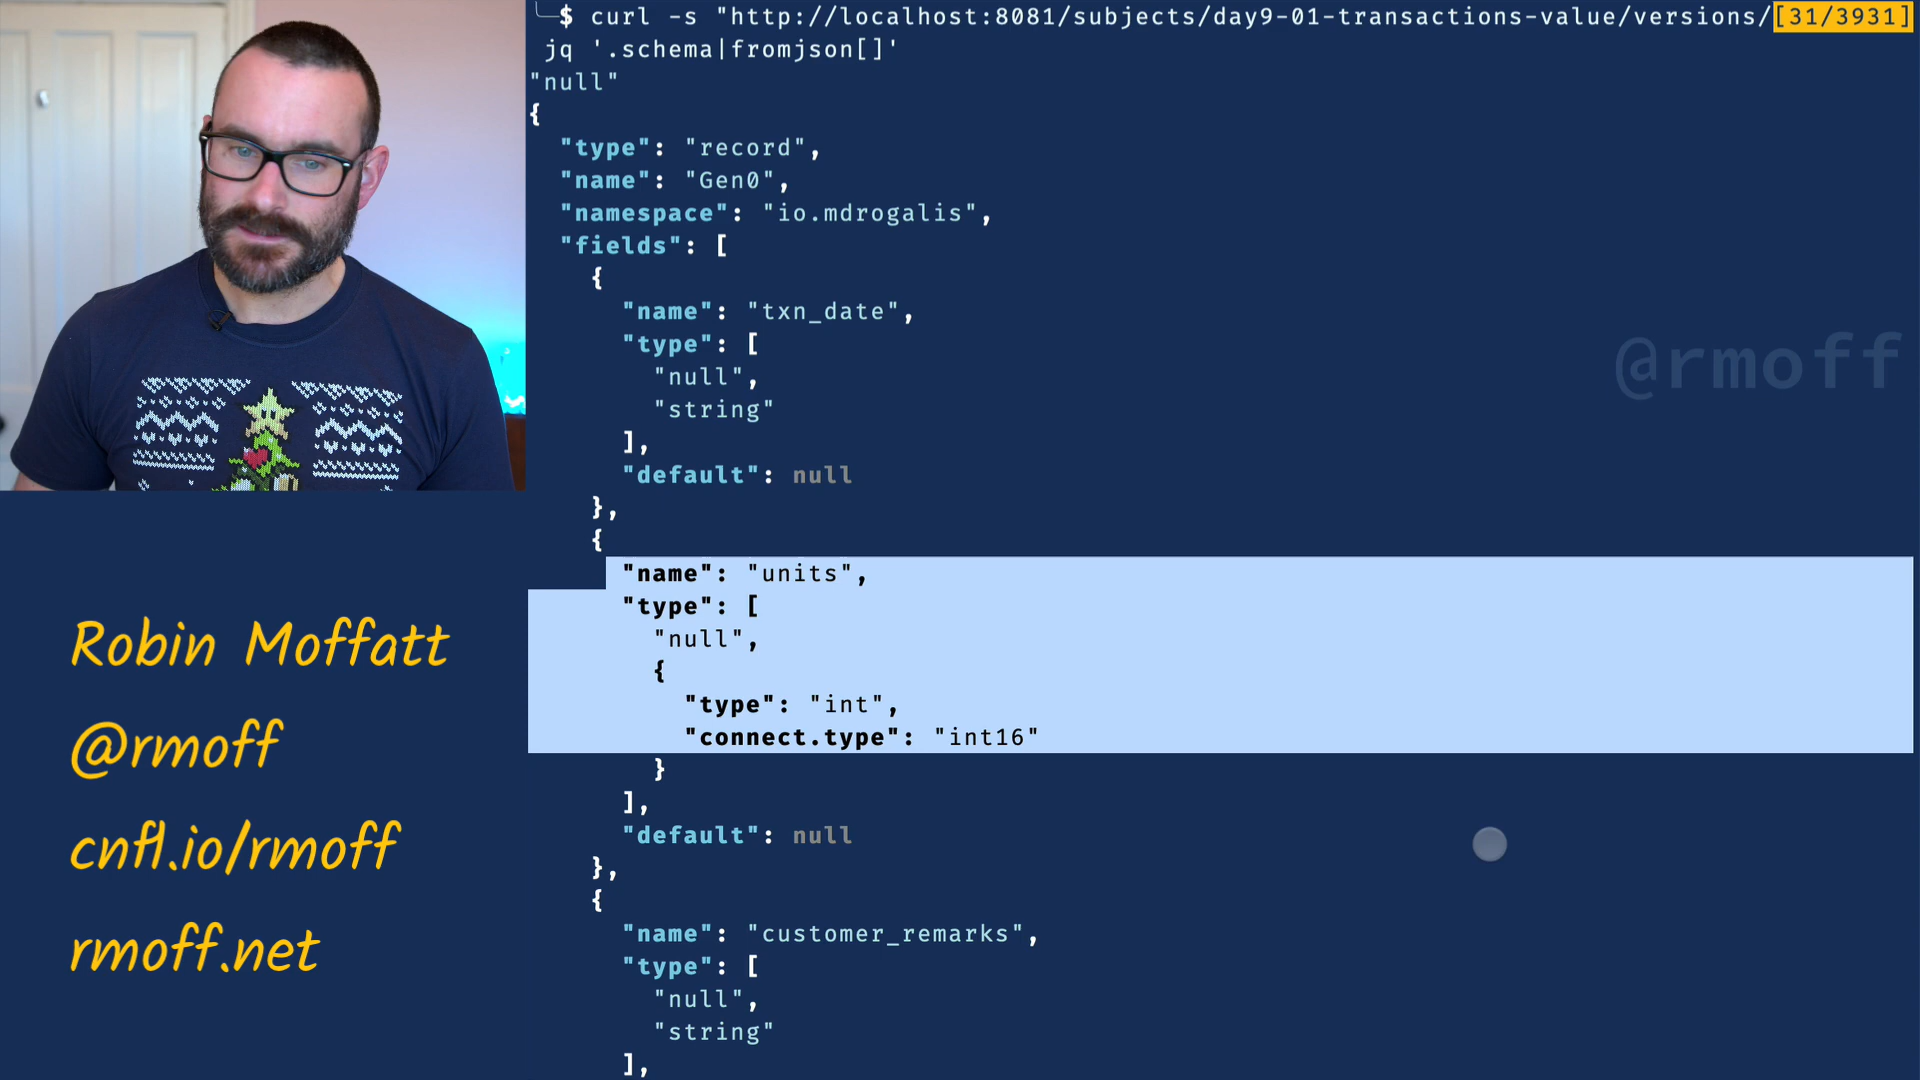 Robin Moffatt
@rmoff
cnfl.io/rmoff
rmoff.net
$ curl -s "http://localhost:8081/subjects/day9-01-transactions-value/versions/[31/3931]
jq '.schema|fromjson[]'
"null"
{
"type": "record",
"name": "Gen0",
"namespace": "io.mdrogalis",
"fields": [
{
"name": "txn_date",
"type": [
"null",
"string"
],
"default": null
},
{
"name": "units",
"type": [
"null",
{
"type": "int",
"connect.type": "int16"
}
],
"default": null
},
{
"name": "customer_remarks",
"type": [
"null",
"string"
],
@rmoff